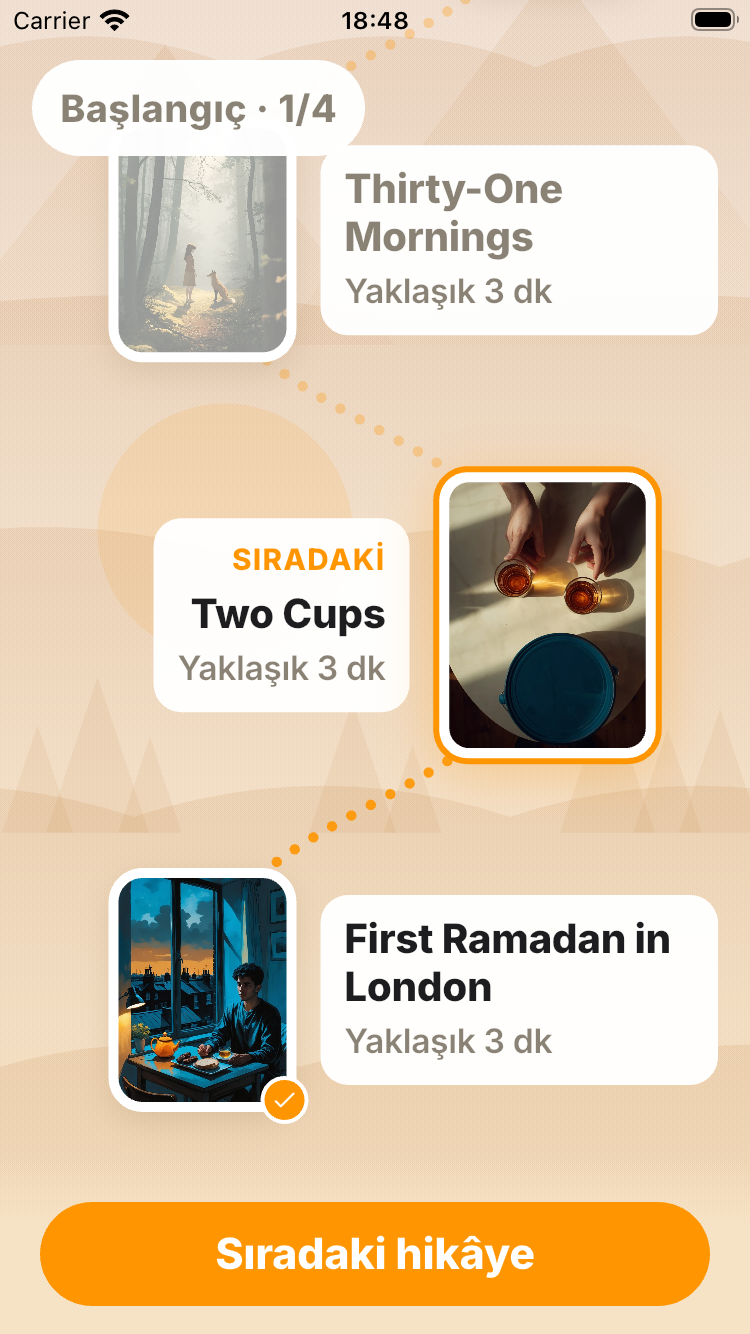 Carrier 18:48
Başlangıç · 1/4
Thirty-One
Mornings
Yaklaşık 3 dk
SIRADAKİ
Two Cups
Yaklaşık 3 dk
First Ramadan in
London
Yaklaşık 3 dk
Sıradaki hikâye